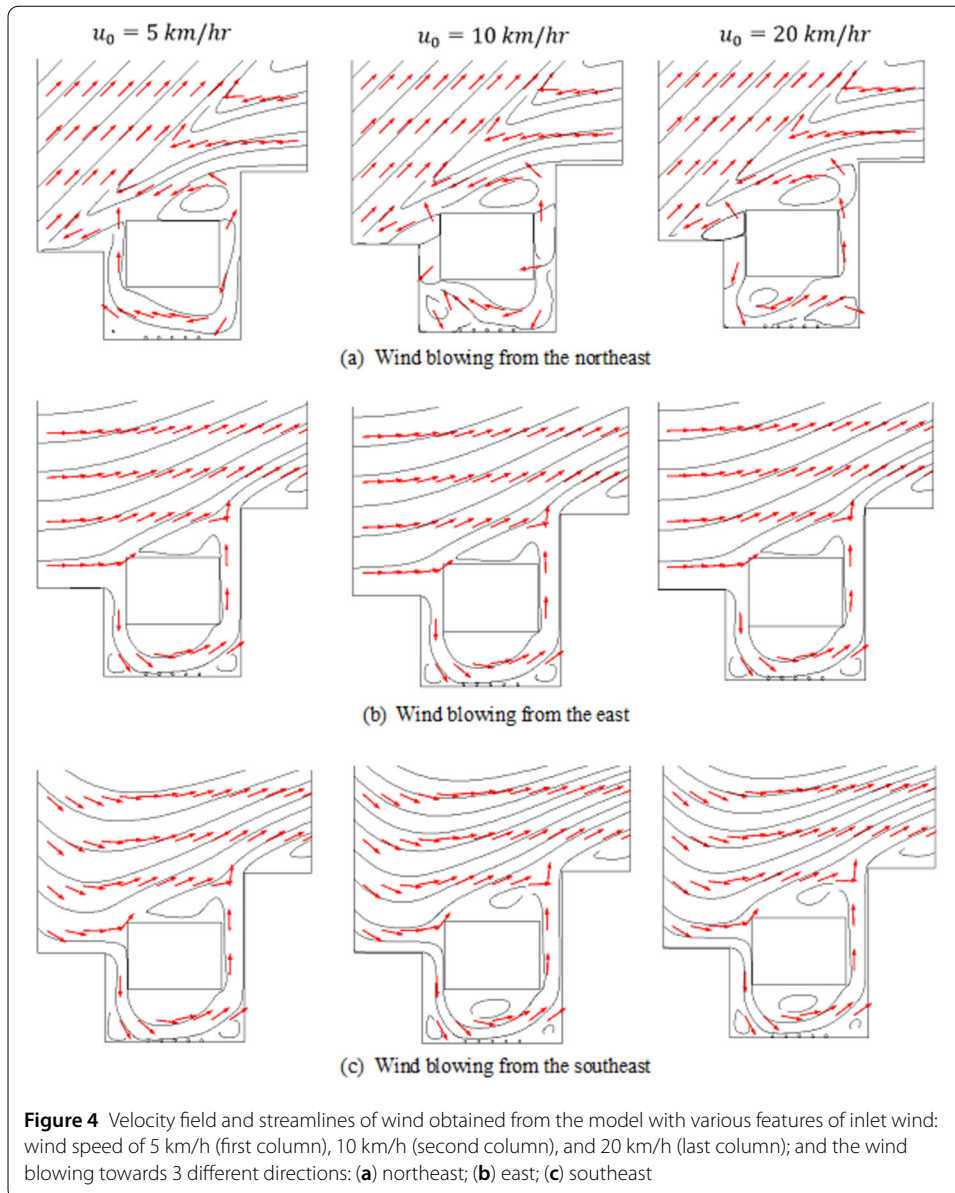 u₀ = 5 km/hr
u₀ = 10 km/hr
u₀ = 20 km/hr
(a) Wind blowing from the northeast
(b) Wind blowing from the east
(c) Wind blowing from the southeast
Figure 4 Velocity field and streamlines of wind obtained from the model with various features of inlet wind:
wind speed of 5 km/h (first column), 10 km/h (second column), and 20 km/h (last column); and the wind
blowing towards 3 different directions: (a) northeast; (b) east; (c) southeast